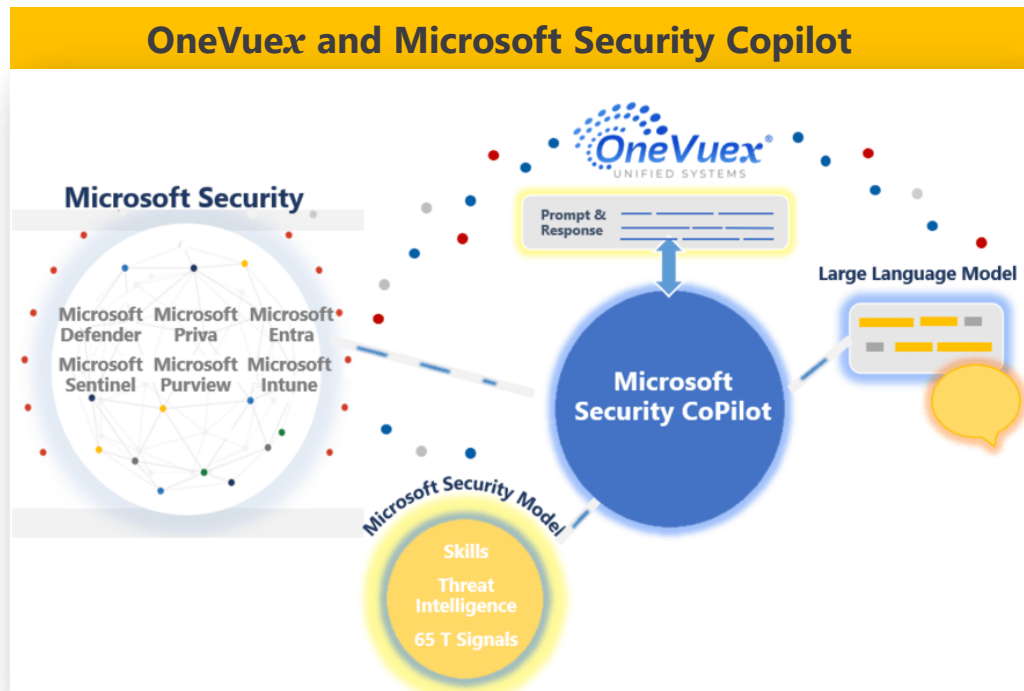 OneVuex and Microsoft Security Copilot
OneVuex®
UNIFIED SYSTEMS
Microsoft Security
Prompt &
Response
Large Language Model
Microsoft Microsoft Microsoft
Defender Priva Entra
Microsoft Microsoft Microsoft
Sentinel Purview Intune
Microsoft
Security CoPilot
Microsoft Security Model
Skills
Threat
Intelligence
65 T Signals